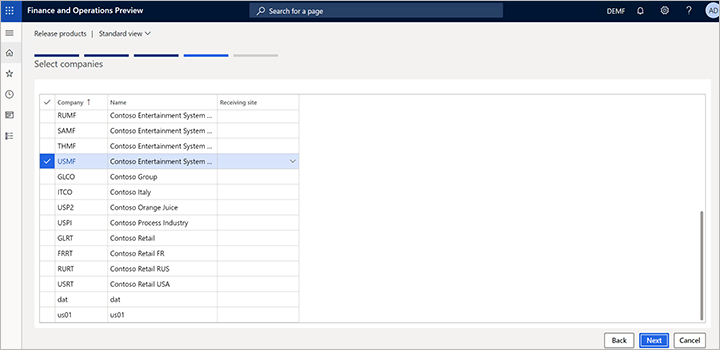 Finance and Operations Preview
Search for a page
DEMF
?
AD
Release products | Standard view
Select companies
Company ↑ Name Receiving site
RUMF Contoso Entertainment System ...
SAMF Contoso Entertainment System ...
THMF Contoso Entertainment System ...
USMF Contoso Entertainment System ...
GLCO Contoso Group
ITCO Contoso Italy
USP2 Contoso Orange Juice
USPI Contoso Process Industry
GLRT Contoso Retail
FRRT Contoso Retail FR
RURT Contoso Retail RUS
USRT Contoso Retail USA
dat dat
us01 us01
Back Next Cancel